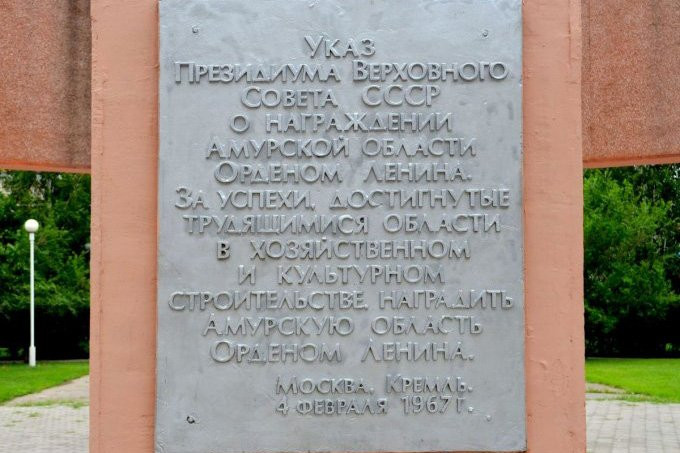 Указ
Президиума Верховного
Совета СССР
о награждении
Амурской области
Орденом Ленина.
За успехи, достигнутые
трудящимися области
в хозяйственном
и культурном
строительстве, наградить
Амурскую область
Орденом Ленина.
Москва. Кремль.
4 февраля 1967 г.